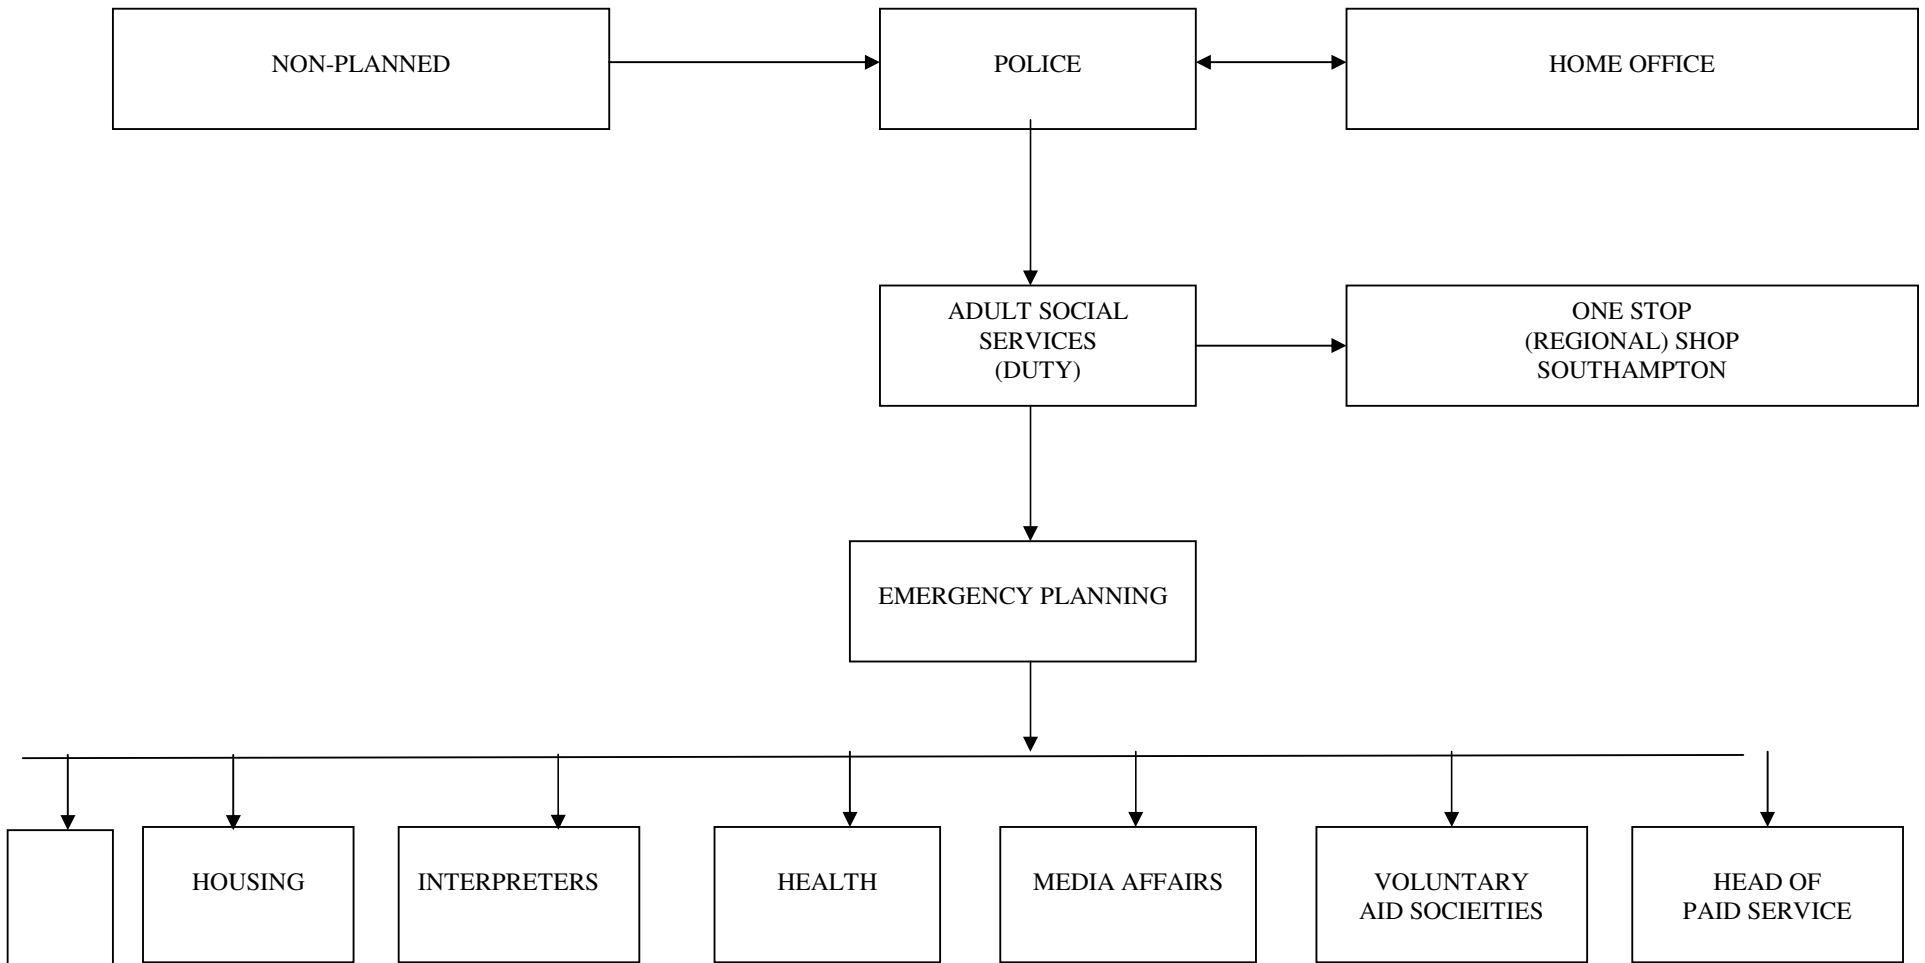 NON-PLANNED
POLICE
HOME OFFICE
ADULT SOCIAL
SERVICES
(DUTY)
ONE STOP
(REGIONAL) SHOP
SOUTHAMPTON
EMERGENCY PLANNING
HOUSING
INTERPRETERS
HEALTH
MEDIA AFFAIRS
VOLUNTARY
AID SOCIEITIES
HEAD OF
PAID SERVICE